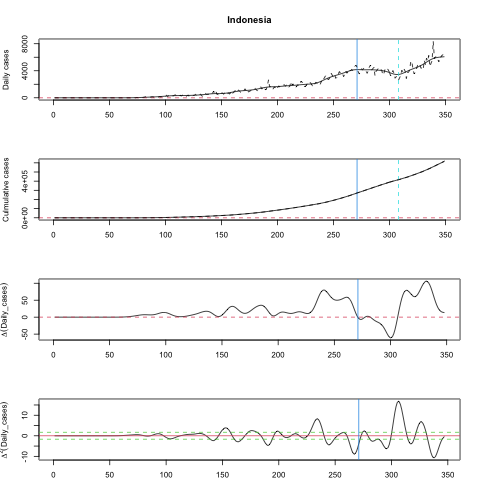 Indonesia
Daily cases
0 4000 8000
0 50 100 150 200 250 300 350
Culmulative cases
0e+00 4e+05
0 50 100 150 200 250 300 350
Δ(Daily_cases)
-50 0 50
0 50 100 150 200 250 300 350
Δ²(Daily_cases)
-10 0 10
0 50 100 150 200 250 300 350